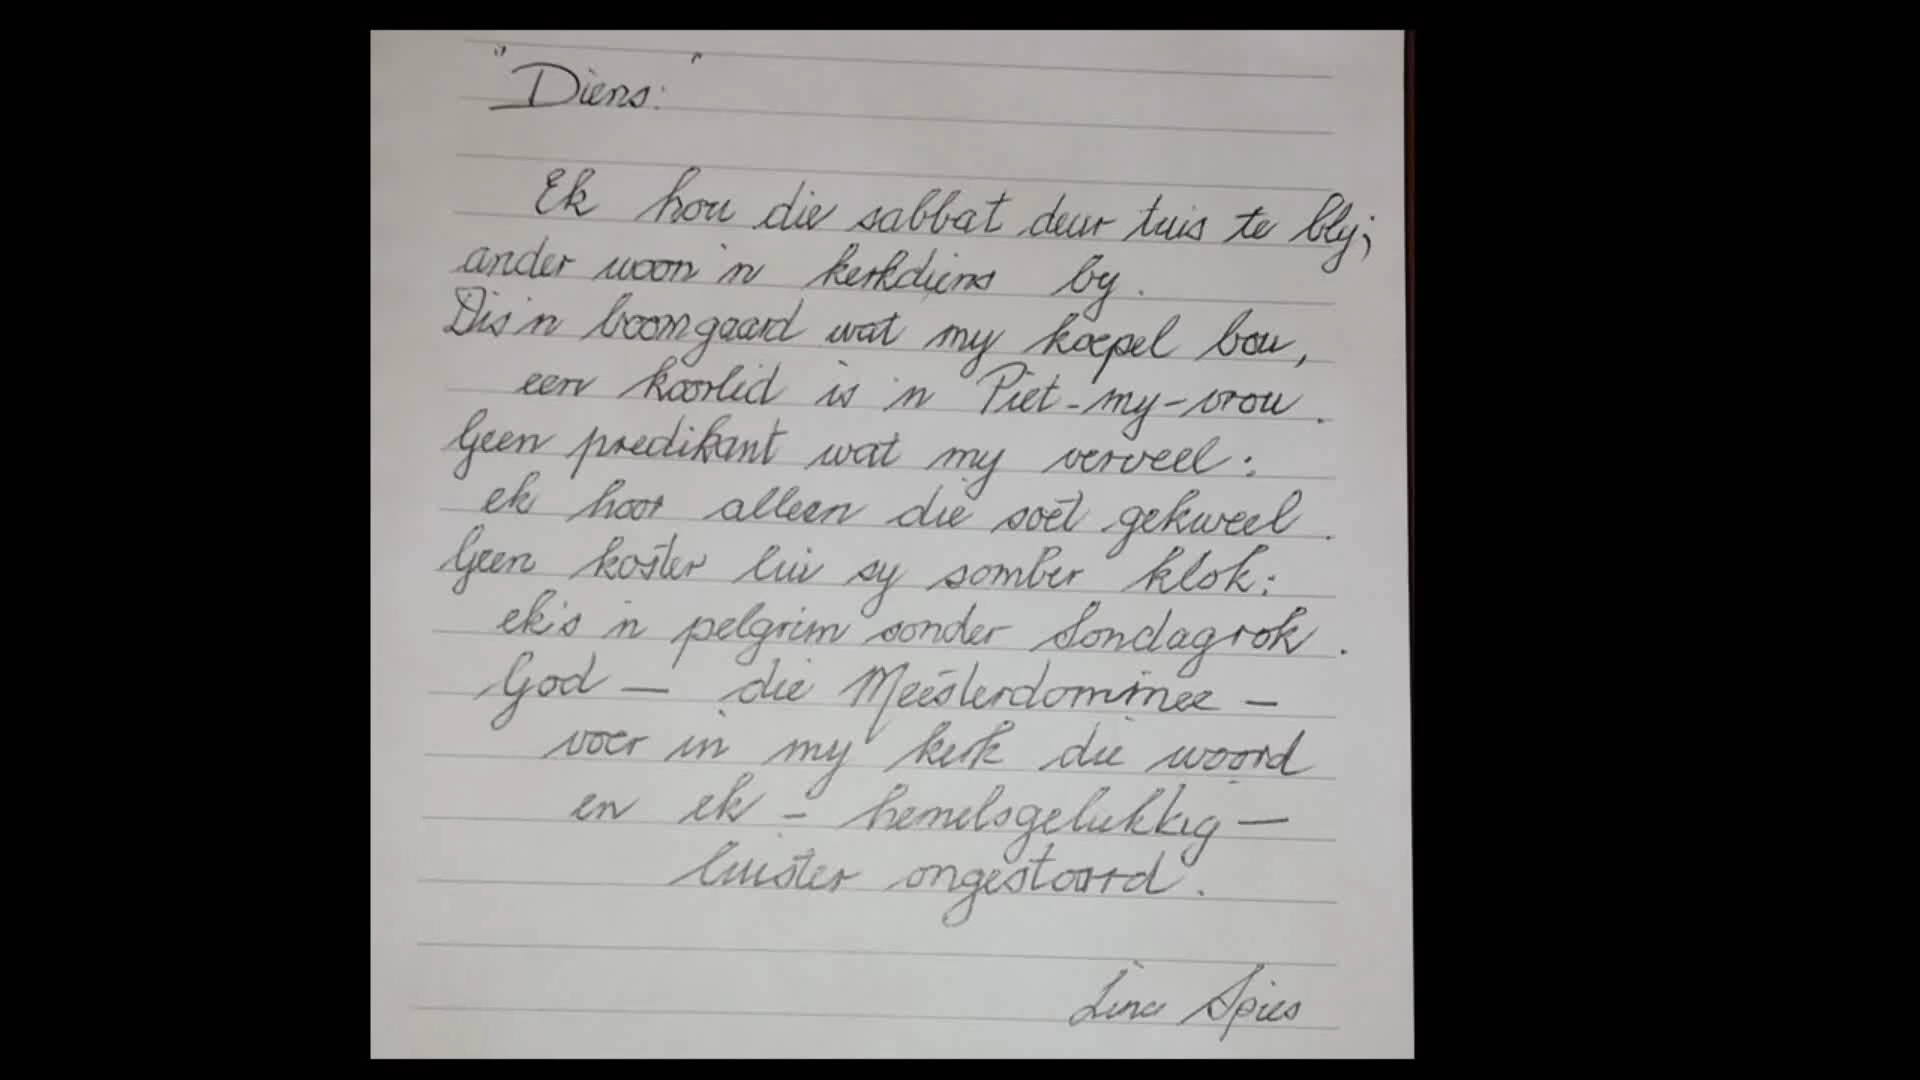 "Diens:"
Ek hou die sabbat deur tuis te bly;
ander woon 'n kerkdiens by.
Dis 'n boomgaard wat my koepel bou,
een koorlid is 'n Piet-my-vrou.
Geen predikant wat my verveel:
ek hoor alleen die soet gekweel.
Geen koster lui sy somber klok:
ek's 'n pelgrim sonder Sondagrok.
God — die Meesterdominee —
voer in my kerk die woord
en ek — hemelsgelukkig —
luister ongestoord.
Lina Spies